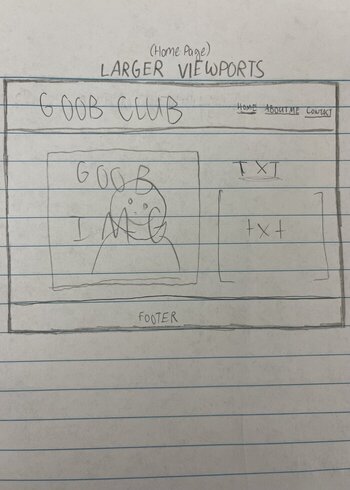 (Home Page)
LARGER VIEWPORTS
GOOB CLUB
HOME ABOUT ME CONTACT
GOOB
IMG
TXT
txt
FOOTER